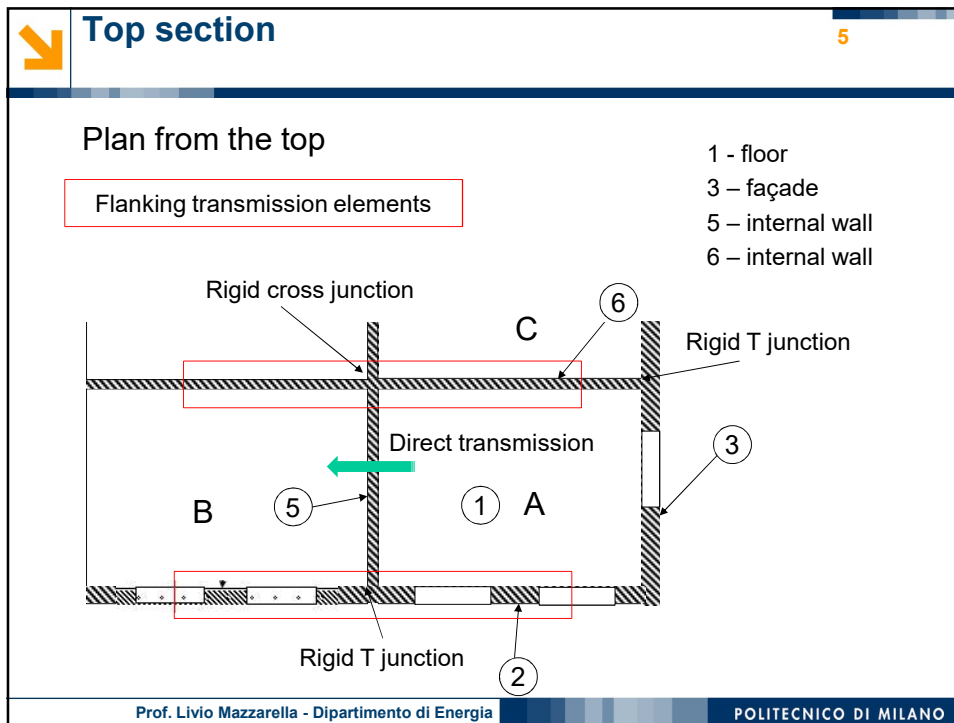 Top section
5
Plan from the top
Flanking transmission elements
1 - floor
3 – façade
5 – internal wall
6 – internal wall
Rigid cross junction
6
C
Rigid T junction
Direct transmission
3
B
5
1
A
Rigid T junction
2
Prof. Livio Mazzarella - Dipartimento di Energia
POLITECNICO DI MILANO